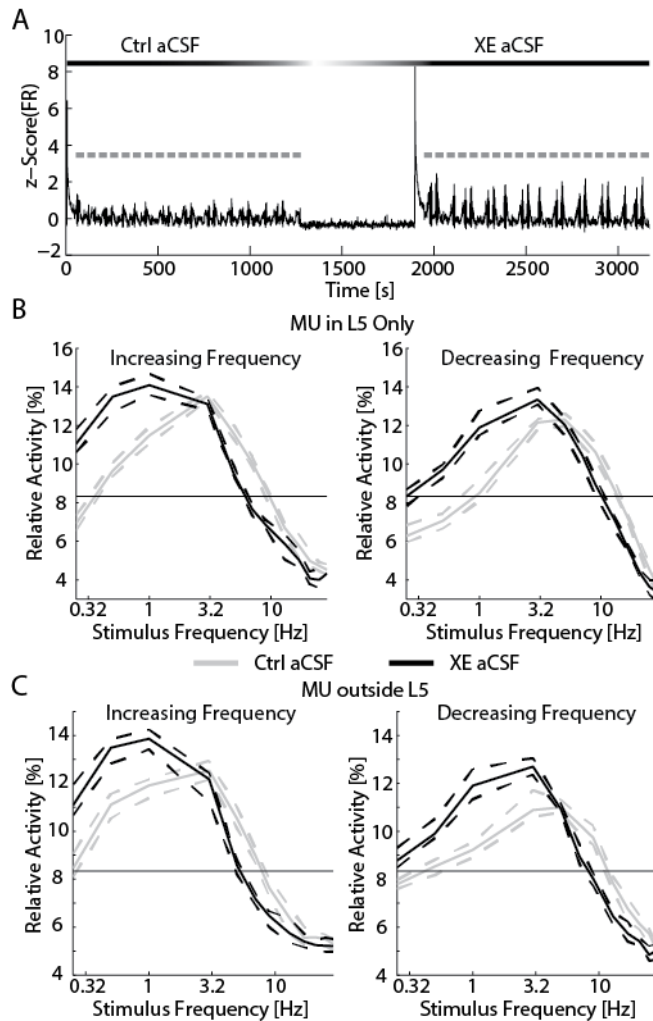 A
Ctrl aCSF XE aCSF
10
8
6
4
2
0
−2
z−Score(FR)
0 500 1000 1500 2000 2500 3000
Time [s]
B
MU in L5 Only
Increasing Frequency
16
14
12
10
8
6
4
Relative Activity [%]
0.32 1 3.2 10
Stimulus Frequency [Hz]
Decreasing Frequency
16
14
12
10
8
6
4
Relative Activity [%]
0.32 1 3.2 10
Stimulus Frequency [Hz]
Ctrl aCSF XE aCSF
C
MU outside L5
Increasing Frequency
14
12
10
8
6
4
Relative Activity [%]
0.32 1 3.2 10
Stimulus Frequency [Hz]
Decreasing Frequency
14
12
10
8
6
4
Relative Activity [%]
0.32 1 3.2 10
Stimulus Frequency [Hz]